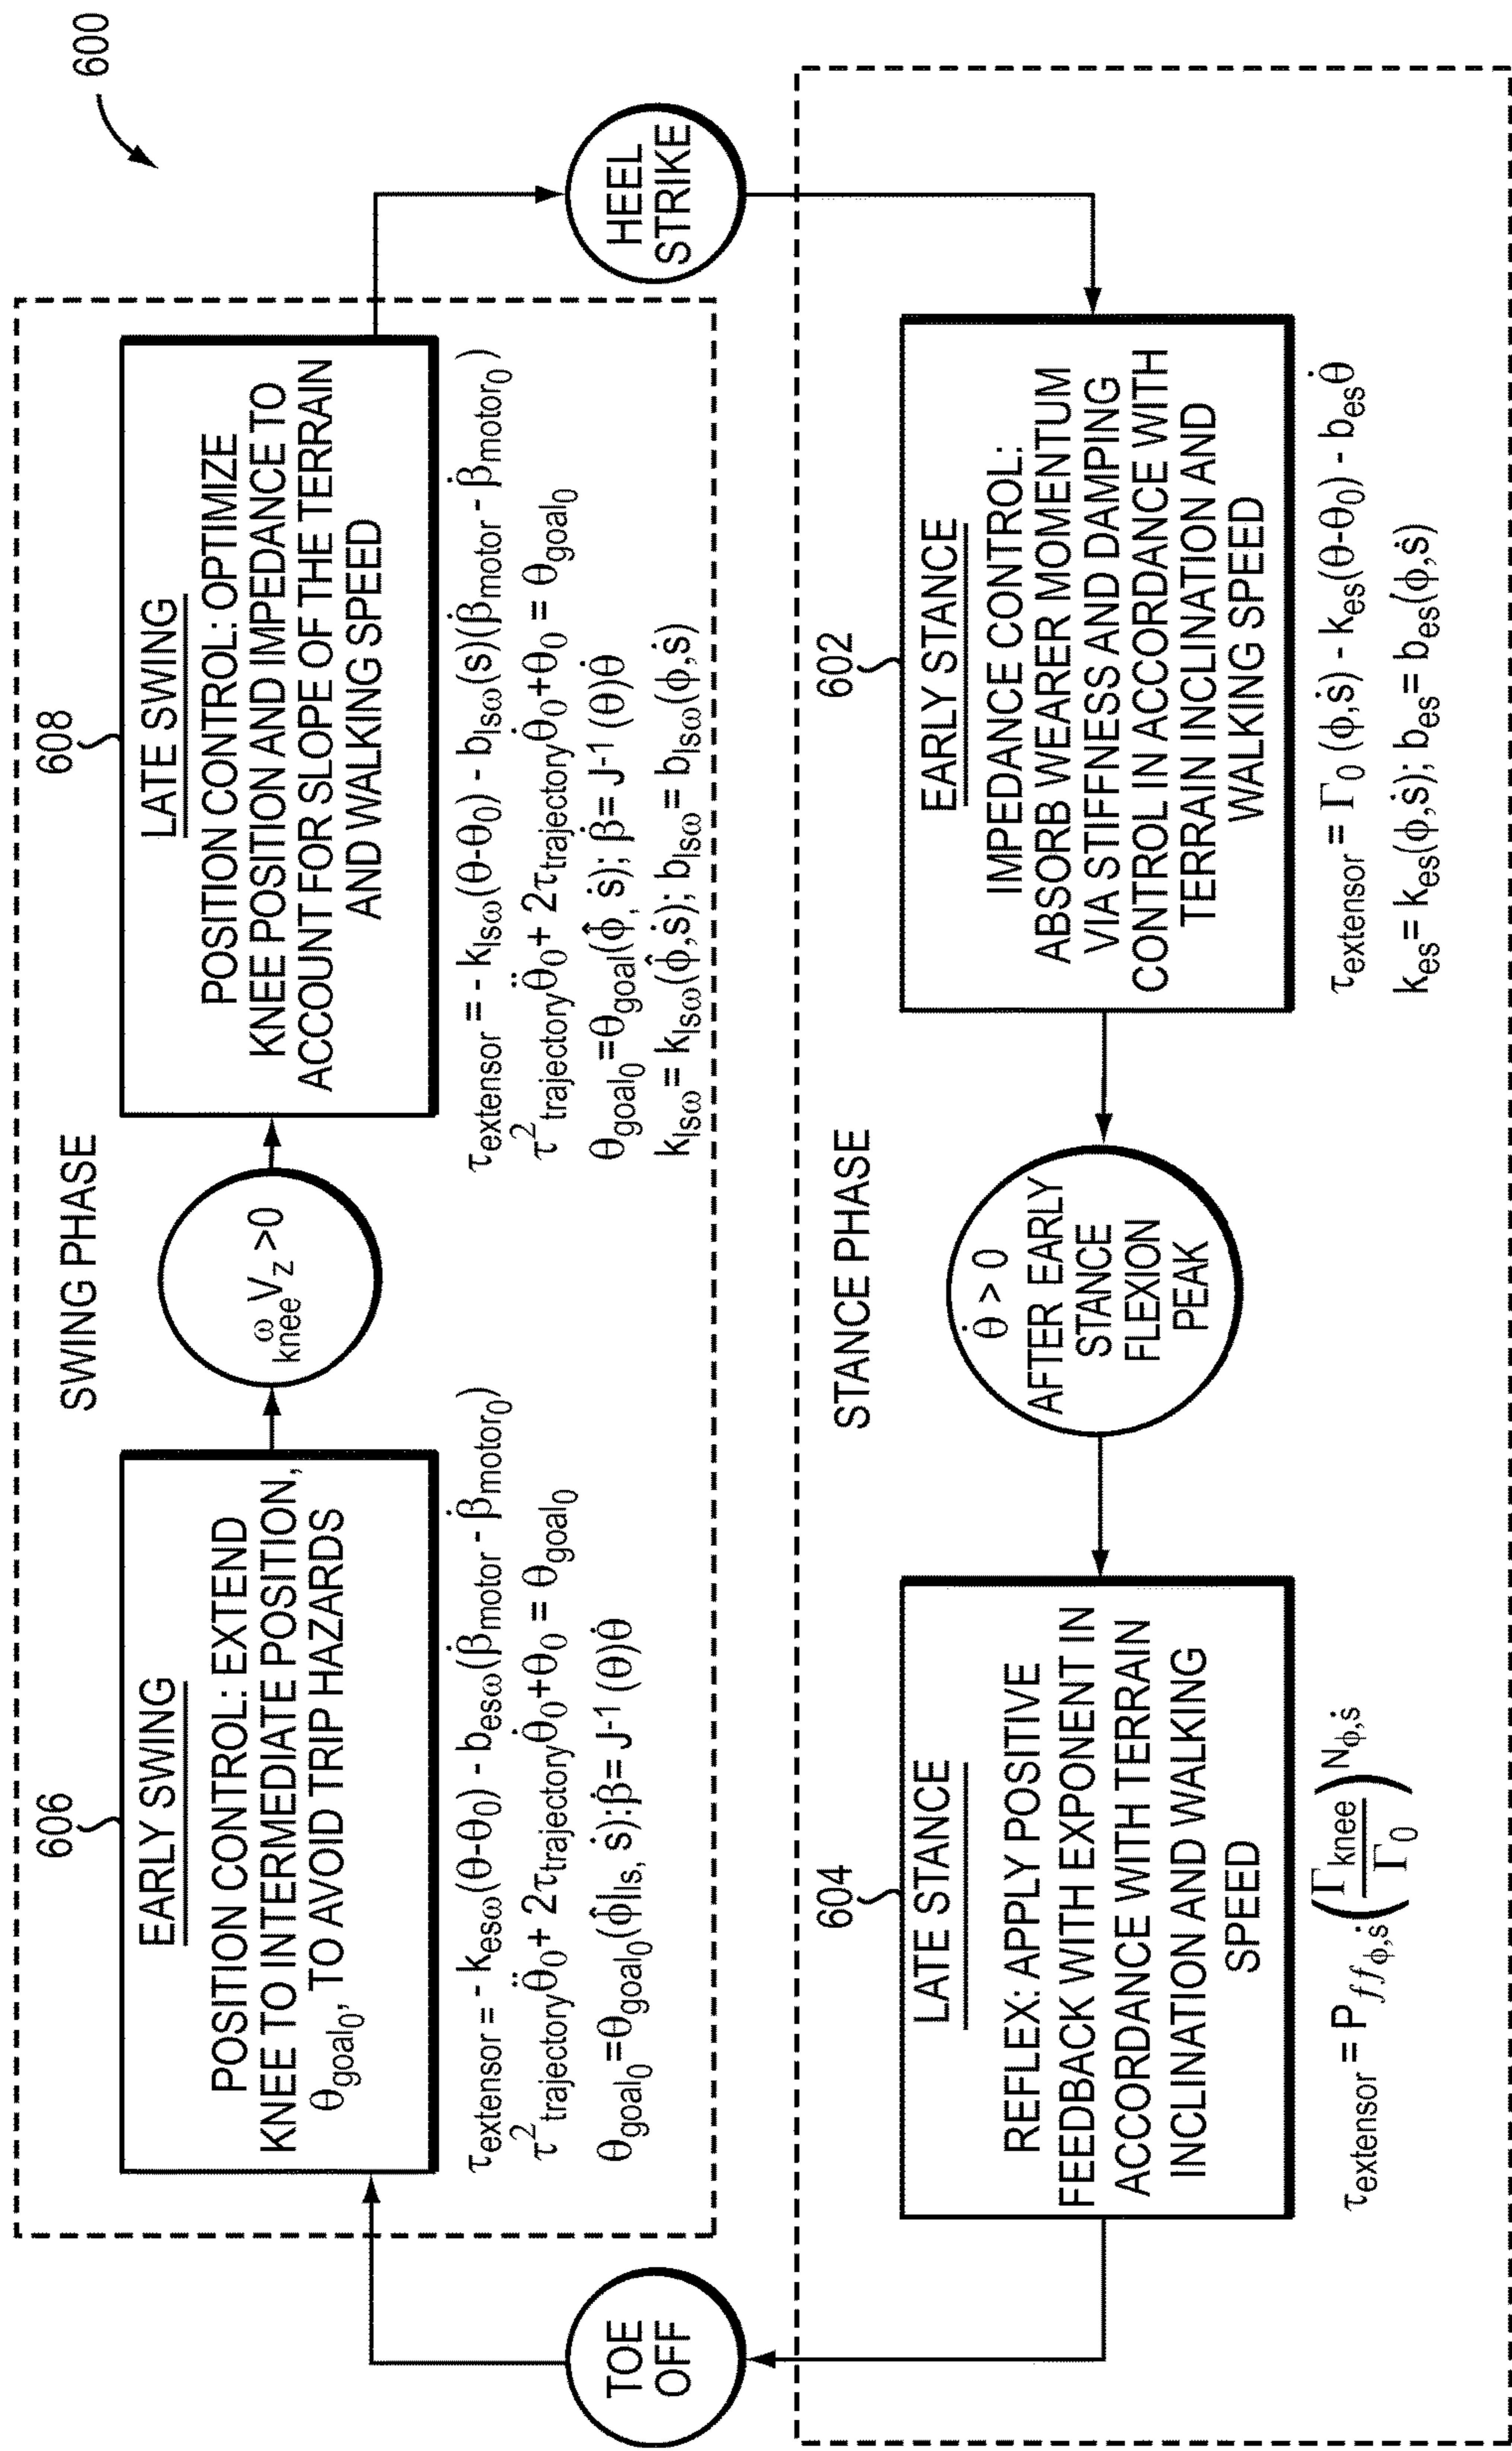 600
SWING PHASE
606
EARLY SWING
POSITION CONTROL: EXTEND
KNEE TO INTERMEDIATE POSITION,
θgoal₀, TO AVOID TRIP HAZARDS
τextensor = - kesω(θ-θ₀) - besω(β̇motor - β̇motor₀)
τ²trajectoryθ̈₀ + 2τtrajectoryθ̇₀+θ₀ = θgoal₀
θgoal₀=θgoal₀(ϕ̂|ls, ṡ):β̇= J⁻¹ (θ)θ̇
ω
knee Vz >0
608
LATE SWING
POSITION CONTROL: OPTIMIZE
KNEE POSITION AND IMPEDANCE TO
ACCOUNT FOR SLOPE OF THE TERRAIN
AND WALKING SPEED
τextensor = - klsω(θ-θ₀) - blsω(s)(β̇motor - β̇motor₀)
τ²trajectoryθ̈₀ + 2τtrajectoryθ̇₀+θ₀ = θgoal₀
θgoal₀=θgoal(ϕ̂, ṡ); β̇= J⁻¹ (θ)θ̇
klsω= klsω(ϕ̂,ṡ); blsω= blsω(ϕ,ṡ)
HEEL
STRIKE
STANCE PHASE
602
EARLY STANCE
IMPEDANCE CONTROL:
ABSORB WEARER MOMENTUM
VIA STIFFNESS AND DAMPING
CONTROL IN ACCORDANCE WITH
TERRAIN INCLINATION AND
WALKING SPEED
τextensor = Γ₀ (ϕ,ṡ) - kes(θ-θ₀) - besθ̇
kes= kes(ϕ,ṡ); bes= bes(ϕ,ṡ)
θ̇ > 0
AFTER EARLY
STANCE
FLEXION
PEAK
604
LATE STANCE
REFLEX: APPLY POSITIVE
FEEDBACK WITH EXPONENT IN
ACCORDANCE WITH TERRAIN
INCLINATION AND WALKING
SPEED
τextensor = Pffϕ,ṡ (Γknee/Γ₀)^Nϕ,ṡ
TOE
OFF